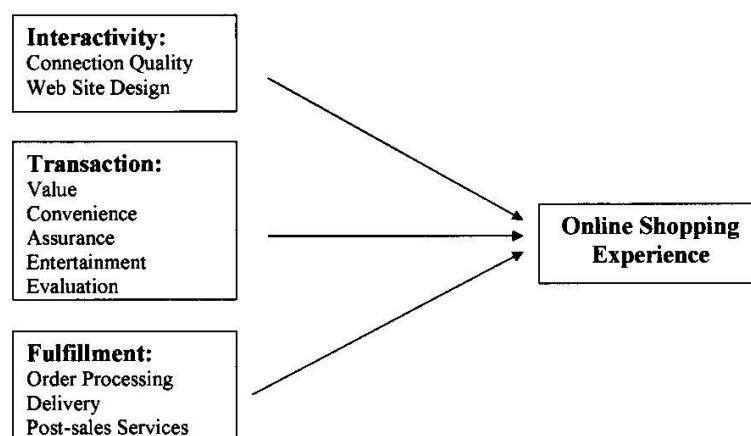 Interactivity:
Connection Quality
Web Site Design
Transaction:
Value
Convenience
Assurance
Entertainment
Evaluation
Fulfillment:
Order Processing
Delivery
Post-sales Services
Online Shopping
Experience